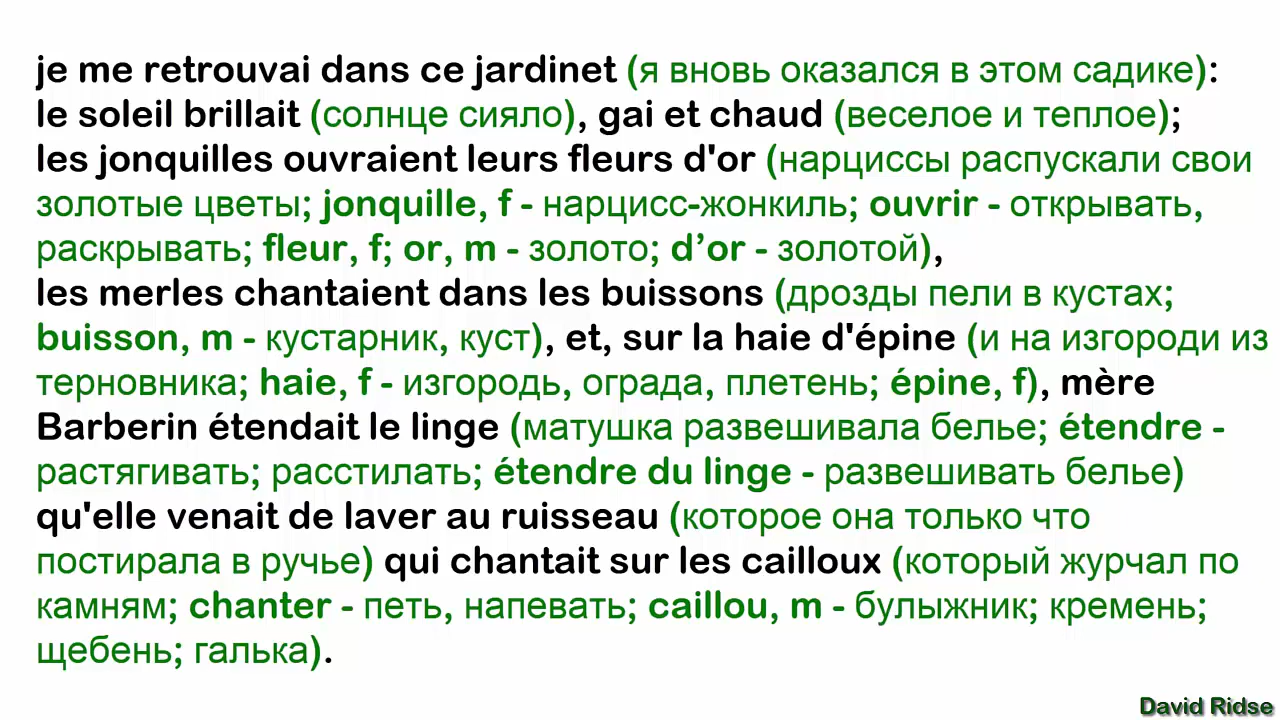 je me retrouvai dans ce jardinet (я вновь оказался в этом садике):
le soleil brillait (солнце сияло), gai et chaud (веселое и теплое);
les jonquilles ouvraient leurs fleurs d'or (нарциссы распускали свои
золотые цветы; jonquille, f - нарцисс-жонкиль; ouvrir - открывать,
раскрывать; fleur, f; or, m - золото; d’or - золотой),
les merles chantaient dans les buissons (дрозды пели в кустах;
buisson, m - кустарник, куст), et, sur la haie d'épine (и на изгороди из
терновника; haie, f - изгородь, ограда, плетень; épine, f), mère
Barberin étendait le linge (матушка развешивала белье; étendre -
растягивать; расстилать; étendre du linge - развешивать белье)
qu'elle venait de laver au ruisseau (которое она только что
постирала в ручье) qui chantait sur les cailloux (который журчал по
камням; chanter - петь, напевать; caillou, m - булыжник; кремень;
щебень; галька).
David Ridse